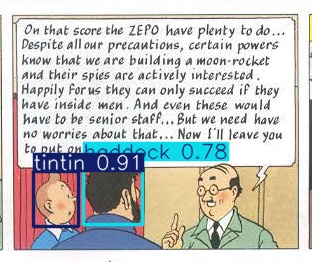 On that score the ZEPO have plenty to do...
Despite all our precautions, certain powers
know that we are building a moon-rocket
and their spies are actively interested.
Happily for us they can only succeed if they
have inside men. And even these would
have to be senior staff... But we need have
no worries about that... Now I'll leave you
to put on
haddock 0.78
tintin 0.91